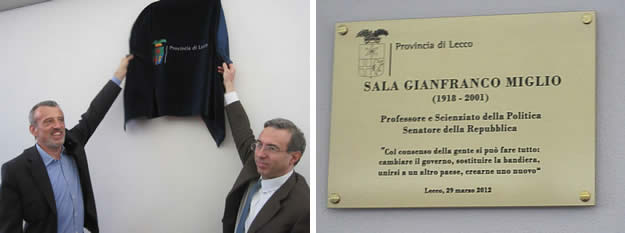 Provincia di Lecco
Provincia di Lecco
SALA GIANFRANCO MIGLIO
(1918 - 2001)
Professore e Scienziato della Politica
Senatore della Repubblica
"Col consenso della gente si può fare tutto:
cambiare il governo, sostituire la bandiera,
unirsi a un altro paese, crearne uno nuovo"
Lecco, 29 marzo 2012